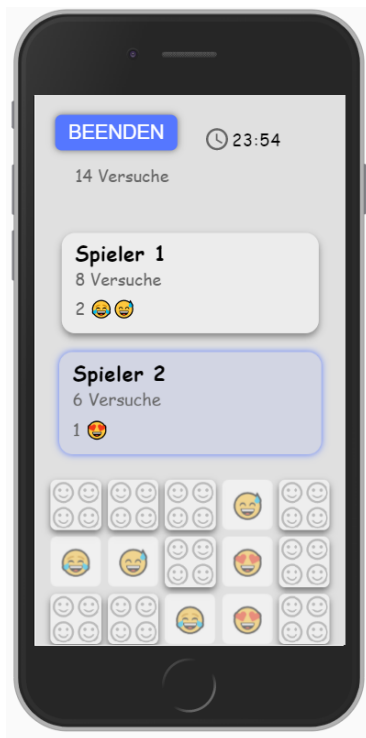 BEENDEN
23:54
14 Versuche
Spieler 1
8 Versuche
2 😂😅
Spieler 2
6 Versuche
1 😍